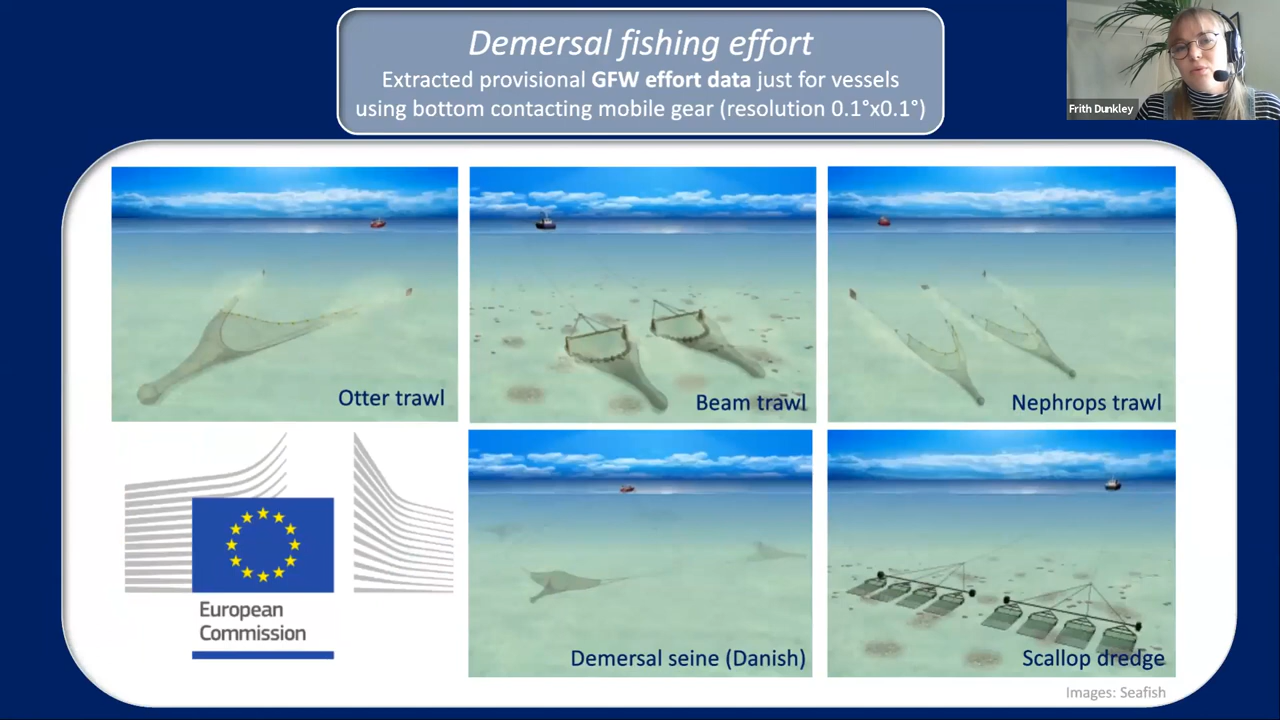 Demersal fishing effort
Extracted provisional GFW effort data just for vessels
using bottom contacting mobile gear (resolution 0.1°x0.1°)
Frith Dunkley
Otter trawl
Beam trawl
Nephrops trawl
European
Commission
Demersal seine (Danish)
Scallop dredge
Images: Seafish